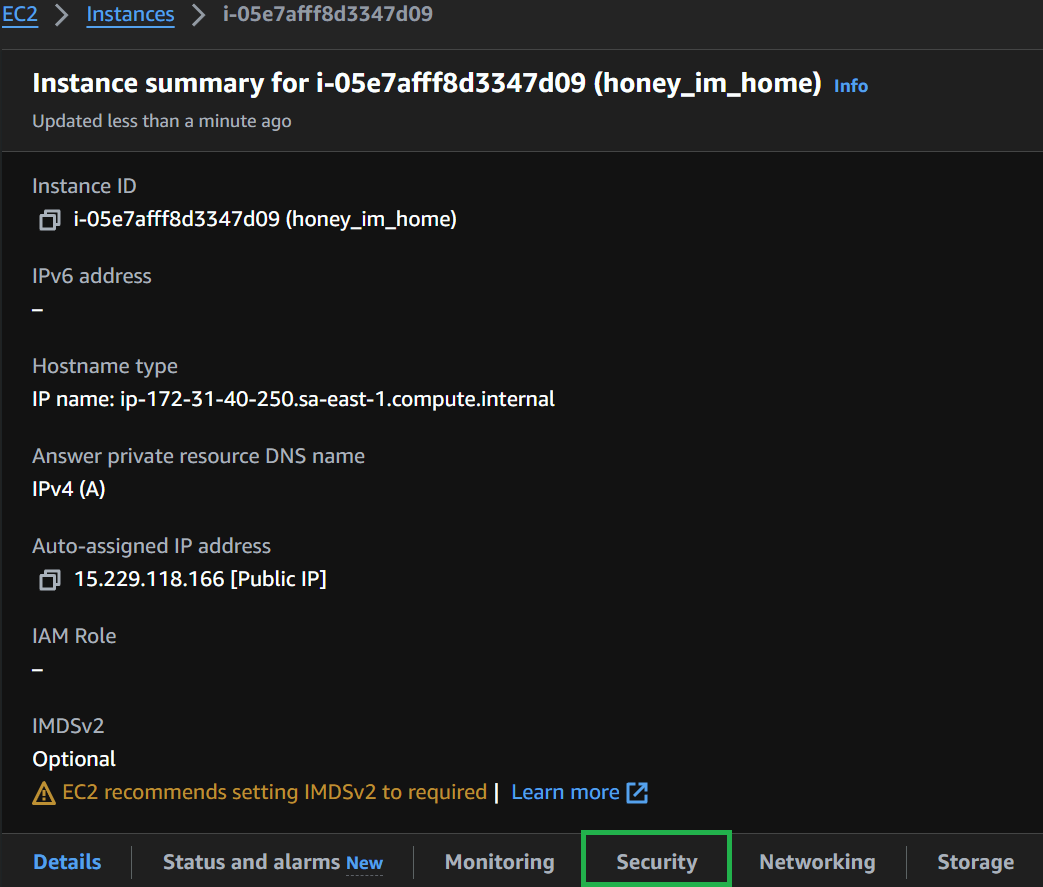 EC2 > Instances > i-05e7afff8d3347d09
Instance summary for i-05e7afff8d3347d09 (honey_im_home) Info
Updated less than a minute ago
Instance ID
i-05e7afff8d3347d09 (honey_im_home)
IPv6 address
–
Hostname type
IP name: ip-172-31-40-250.sa-east-1.compute.internal
Answer private resource DNS name
IPv4 (A)
Auto-assigned IP address
15.229.118.166 [Public IP]
IAM Role
–
IMDSv2
Optional
EC2 recommends setting IMDSv2 to required | Learn more
Details Status and alarms New Monitoring Security Networking Storage